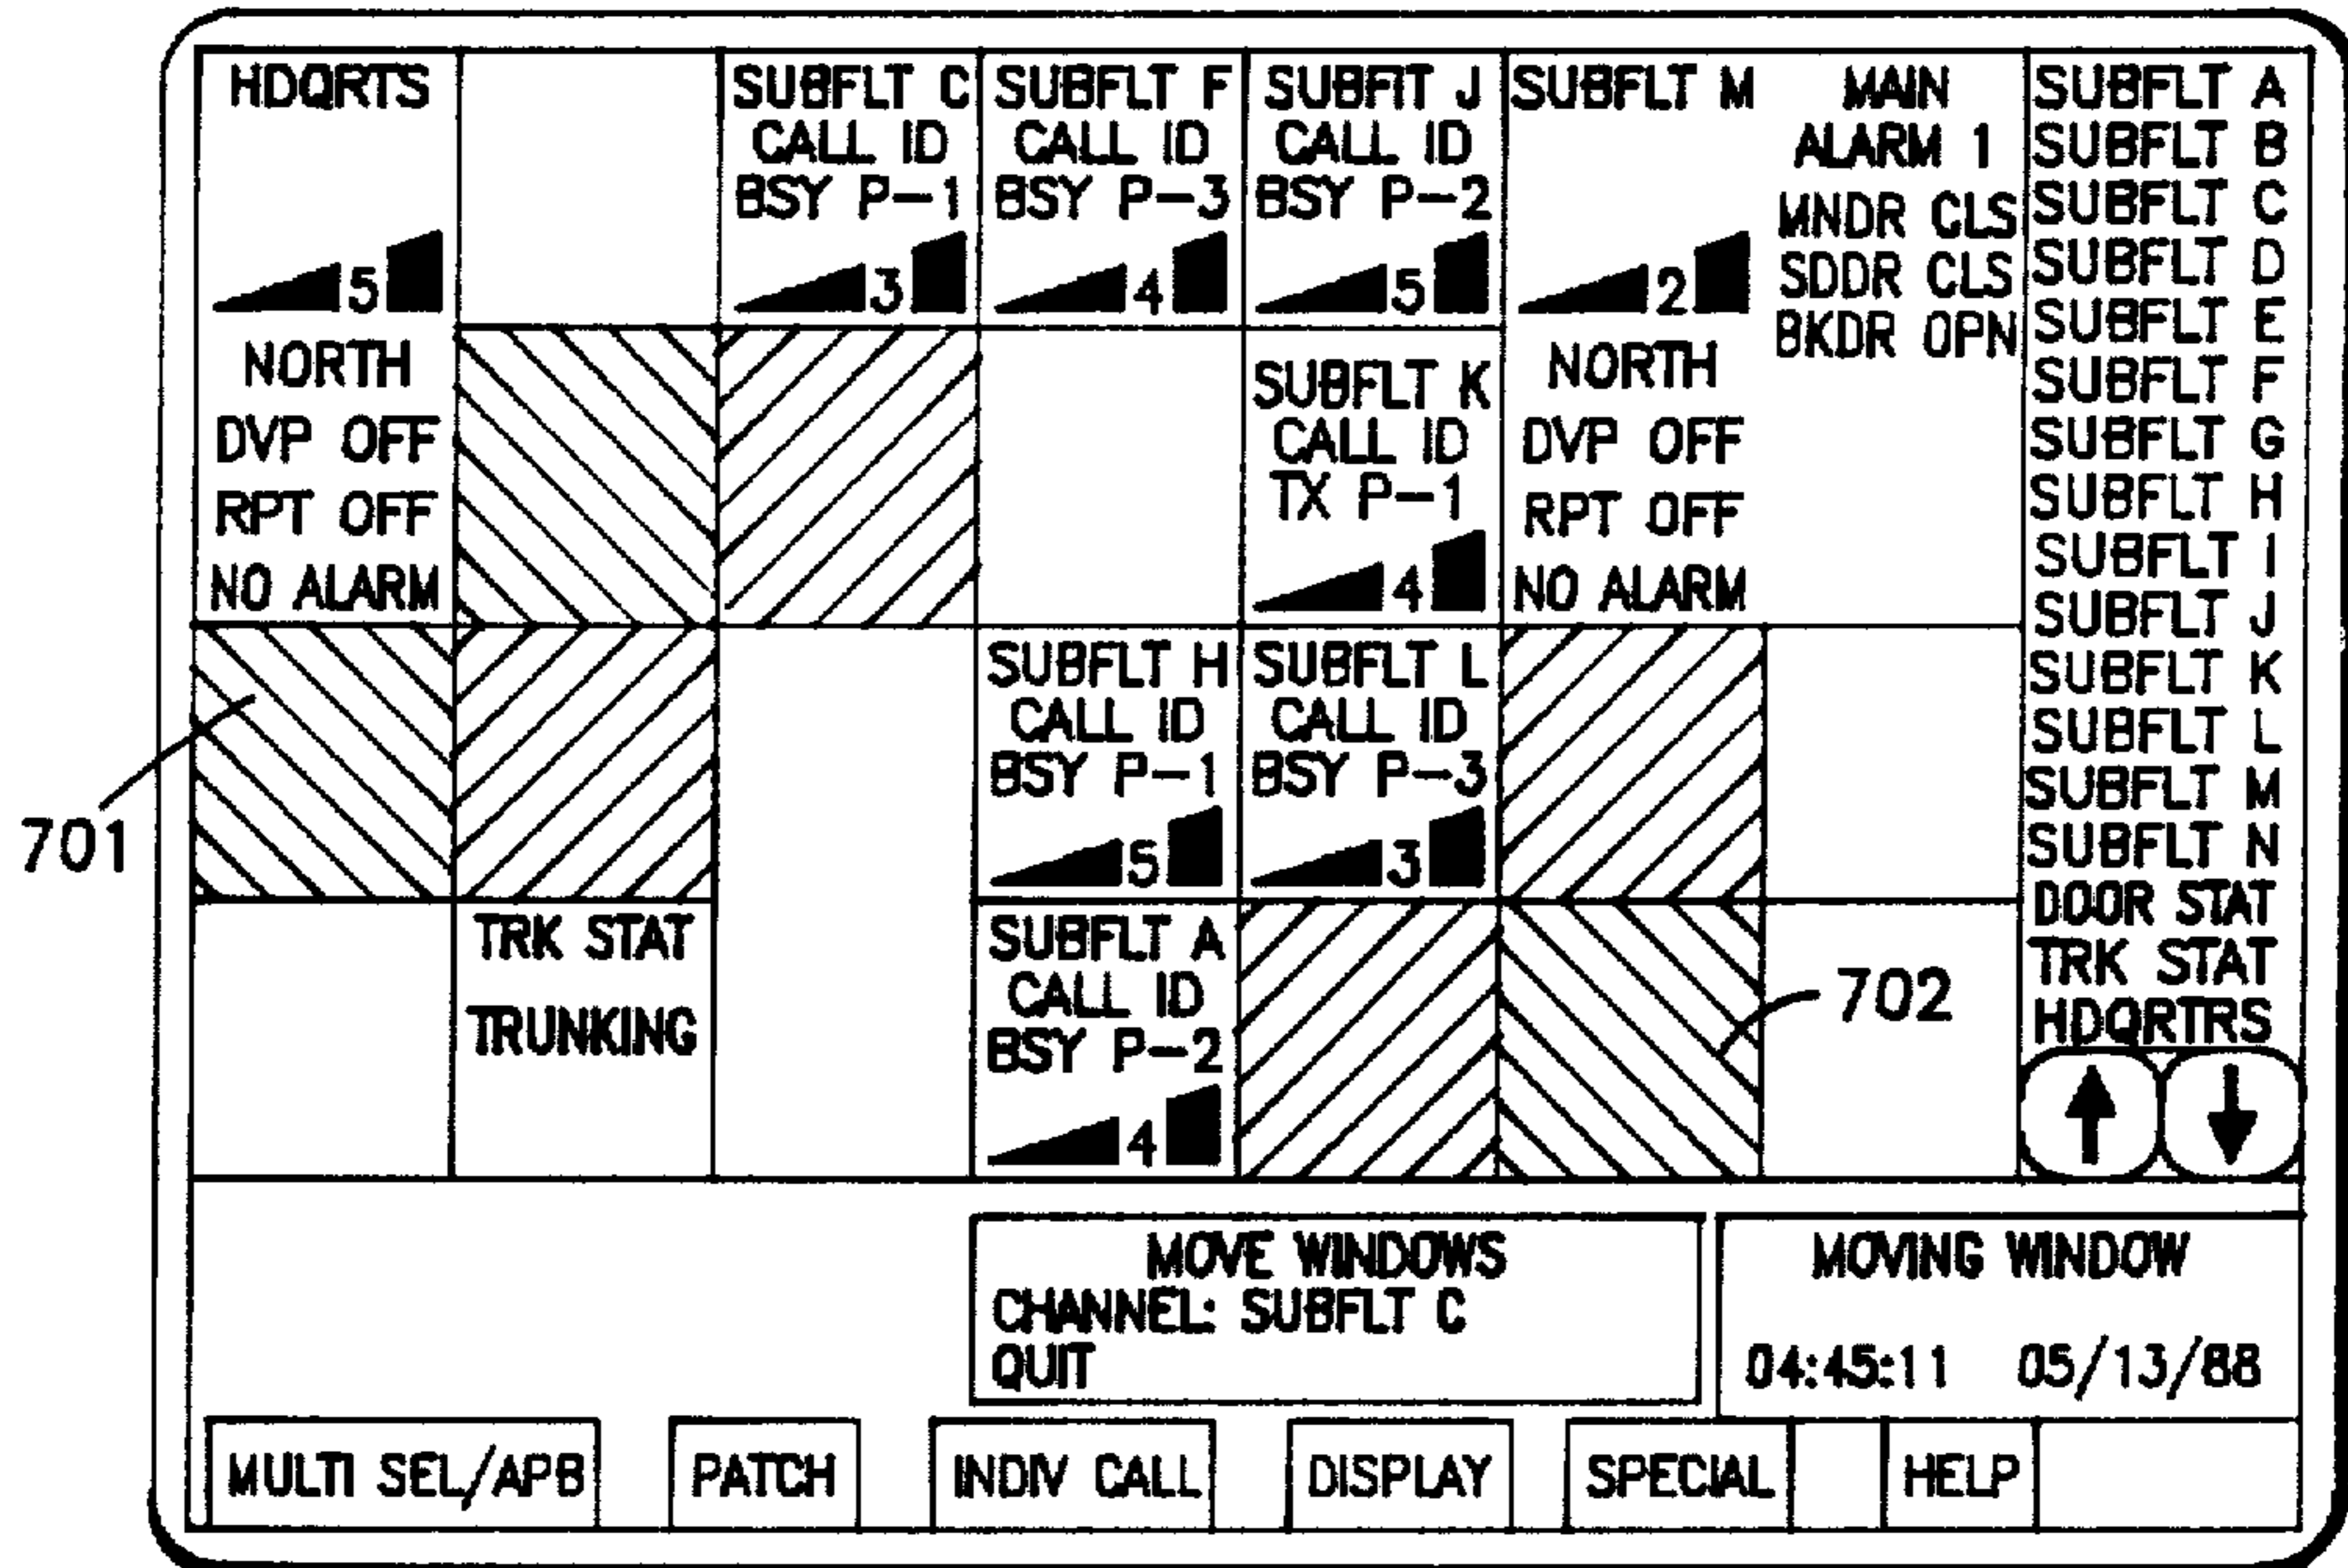 HDQRTS
5
NORTH
DVP OFF
RPT OFF
NO ALARM
SUBFLT C
CALL ID
BSY P-1
3
SUBFLT F
CALL ID
BSY P-3
4
SUBFIT J
CALL ID
BSY P-2
5
SUBFLT M
2
NORTH
DVP OFF
RPT OFF
NO ALARM
MAIN
ALARM 1
MNDR CLS
SDDR CLS
BKDR OPN
SUBFLT K
CALL ID
TX P-1
4
SUBFLT H
CALL ID
BSY P-1
5
SUBFLT L
CALL ID
BSY P-3
3
701
TRK STAT
TRUNKING
SUBFLT A
CALL ID
BSY P-2
4
702
SUBFLT A
SUBFLT B
SUBFLT C
SUBFLT D
SUBFLT E
SUBFLT F
SUBFLT G
SUBFLT H
SUBFLT I
SUBFLT J
SUBFLT K
SUBFLT L
SUBFLT M
SUBFLT N
DOOR STAT
TRK STAT
HDQRTRS
MOVE WINDOWS
CHANNEL: SUBFLT C
QUIT
MOVING WINDOW
04:45:11 05/13/88
MULTI SEL/APB
PATCH
INDIV CALL
DISPLAY
SPECIAL
HELP